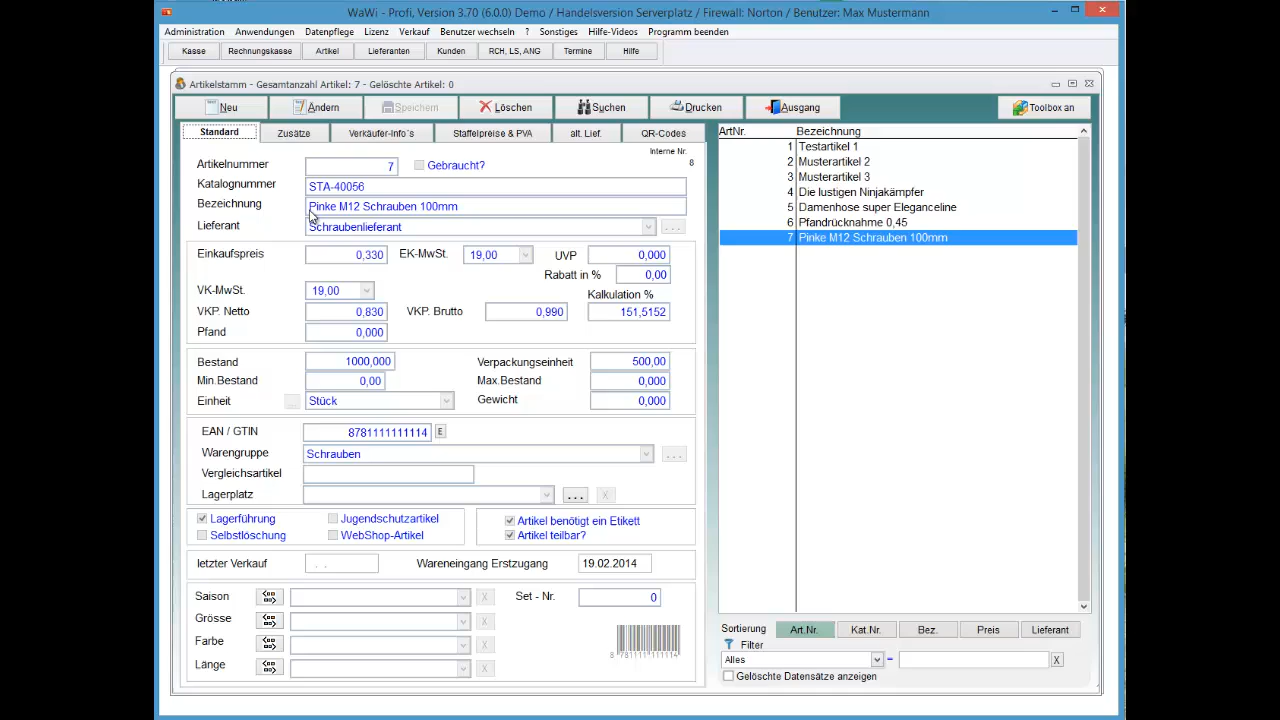 WaWi - Profi, Version 3.70 (6.0.0) Demo / Handelsversion Serverplatz / Firewall: Norton / Benutzer: Max Mustermann
Administration Anwendungen Datenpflege Lizenz Verkauf Benutzer wechseln ? Sonstiges Hilfe-Videos Programm beenden
Kasse Rechnungskasse Artikel Lieferanten Kunden RCH, LS, ANG Termine Hilfe
Artikelstamm - Gesamtanzahl Artikel: 7 - Gelöschte Artikel: 0
Neu Ändern Speichern Löschen Suchen Drucken Ausgang Toolbox an
Standard Zusätze Verkäufer-Info´s Staffelpreise & PVA alt. Lief. QR-Codes
Interne Nr.
8
Artikelnummer 7 Gebraucht?
Katalognummer STA-40056
Bezeichnung Pinke M12 Schrauben 100mm
Lieferant Schraubenlieferant ...
Einkaufspreis 0,330 EK-MwSt. 19,00 UVP 0,000
Rabatt in % 0,00
VK-MwSt. 19,00 Kalkulation %
VKP. Netto 0,830 VKP. Brutto 0,990 151,5152
Pfand 0,000
Bestand 1000,000 Verpackungseinheit 500,00
Min.Bestand 0,00 Max.Bestand 0,000
Einheit ... Stück Gewicht 0,000
EAN / GTIN 8781111111114 E
Warengruppe Schrauben ...
Vergleichsartikel
Lagerplatz ... X
Lagerführung Jugendschutzartikel Artikel benötigt ein Etikett
Selbstlöschung WebShop-Artikel Artikel teilbar?
letzter Verkauf . . Wareneingang Erstzugang 19.02.2014
Saison X Set - Nr. 0
Grösse X
Farbe X
Länge X
8 781111 111114
ArtNr. Bezeichnung
1 Testartikel 1
2 Musterartikel 2
3 Musterartikel 3
4 Die lustigen Ninjakämpfer
5 Damenhose super Eleganceline
6 Pfandrücknahme 0,45
7 Pinke M12 Schrauben 100mm
Sortierung Art.Nr. Kat.Nr. Bez. Preis Lieferant
Filter
Alles = X
Gelöschte Datensätze anzeigen